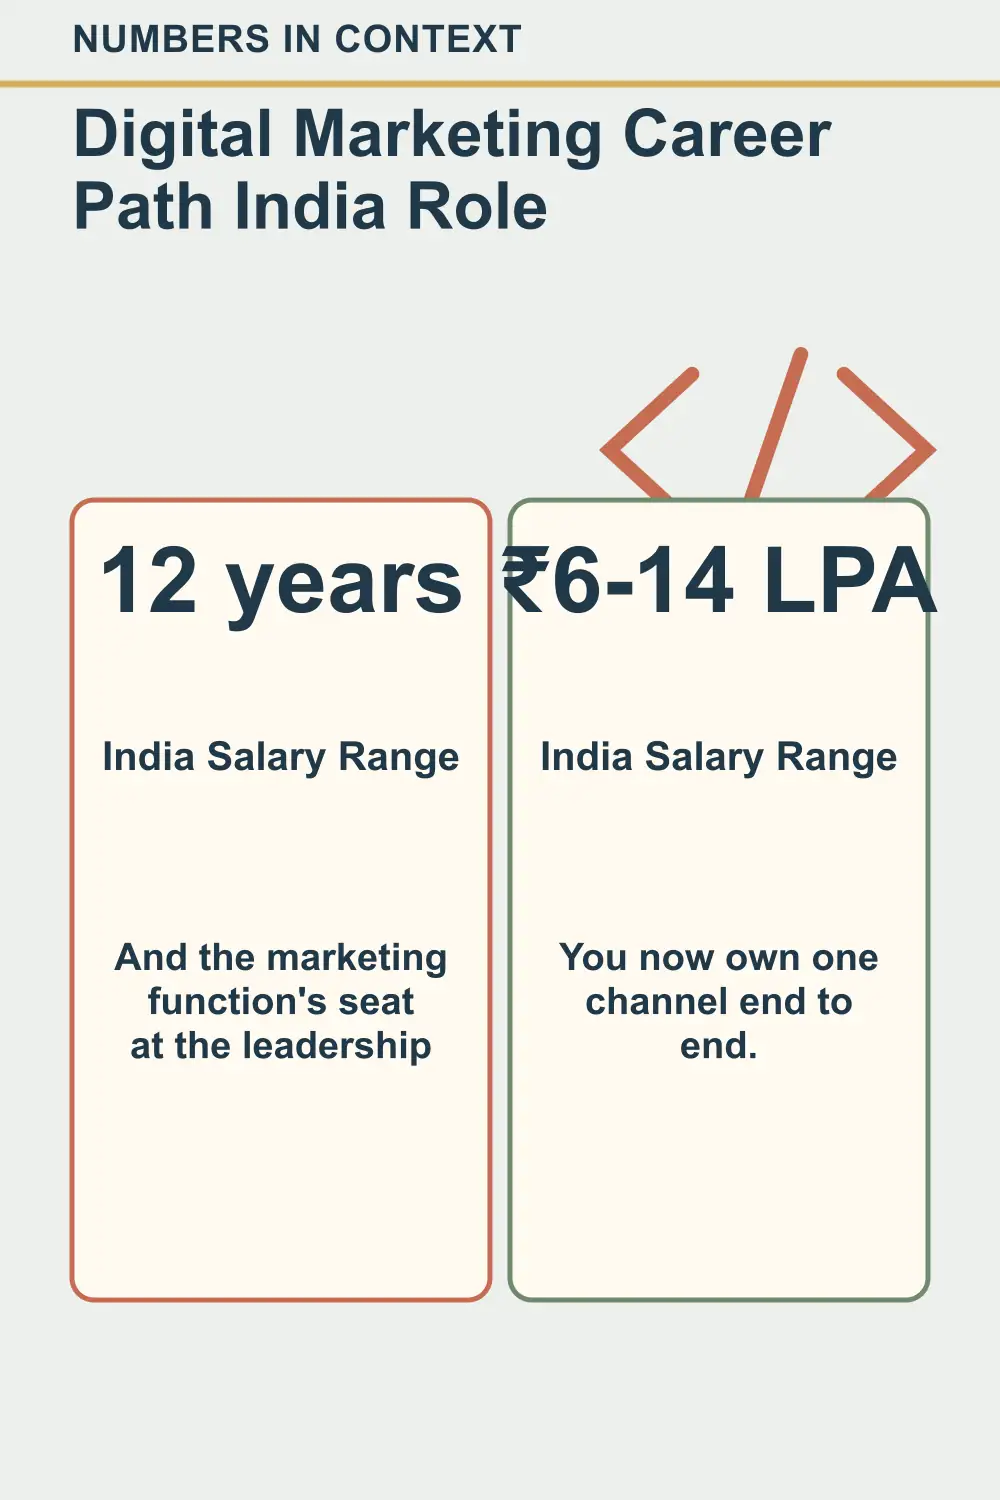 NUMBERS IN CONTEXT
Digital Marketing Career
Path India Role
12 years
India Salary Range
And the marketing
function's seat
at the leadership
₹6-14 LPA
India Salary Range
You now own one
channel end to
end.